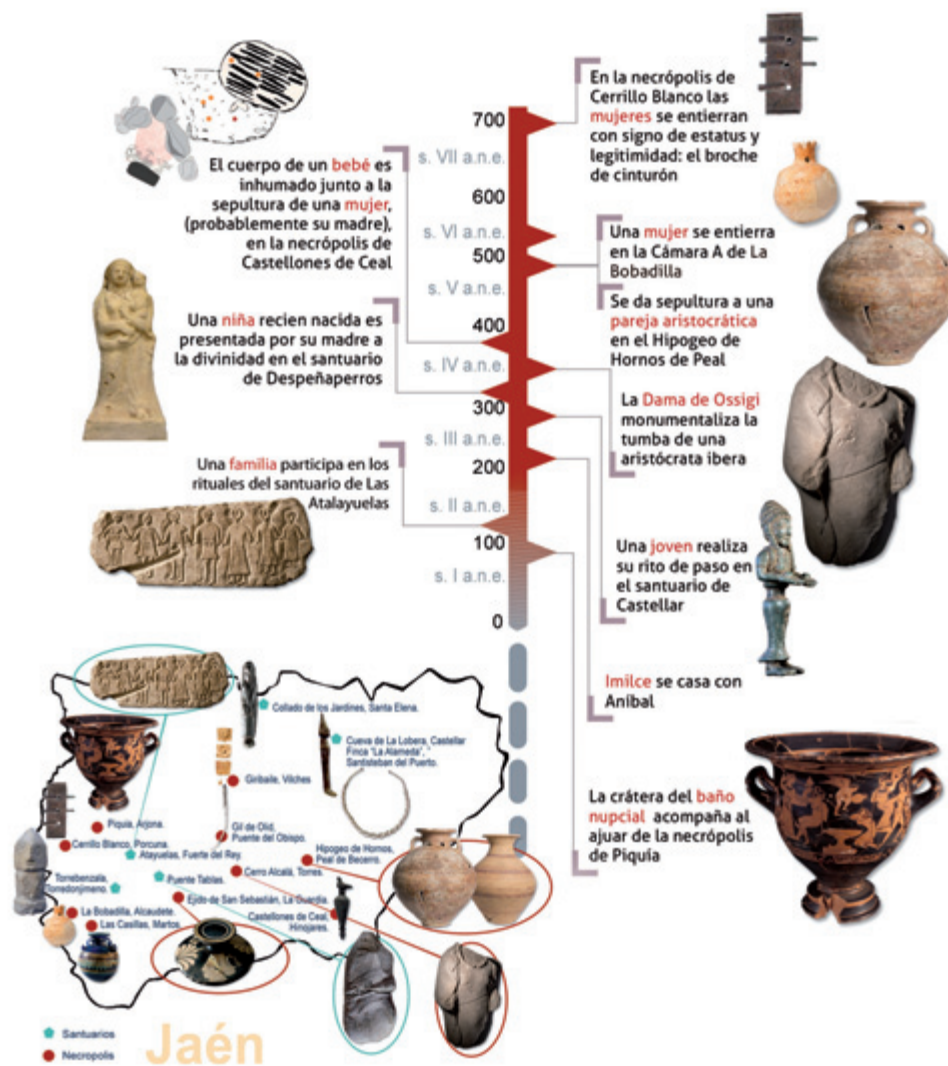 En la necrópolis de
Cerrillo Blanco las
mujeres se entierran
con signo de estatus y
legitimidad: el broche
de cinturón
El cuerpo de un bebé es
inhumado junto a la
sepultura de una mujer,
(probablemente su madre),
en la necrópolis de
Castellones de Ceal
Una mujer se entierra
en la Cámara A de La
Bobadilla
Se da sepultura a una
pareja aristocrática
en el Hipogeo de
Hornos de Peal
Una niña recien nacida es
presentada por su madre a
la divinidad en el santuario
de Despeñaperros
La Dama de Ossigi
monumentaliza la
tumba de una
aristócrata ibera
Una familia participa en los
rituales del santuario de Las
Atalayuelas
Una joven realiza
su rito de paso en
el santuario de
Castellar
Imilce se casa con
Aníbal
La crátera del baño
nupcial acompaña al
ajuar de la necrópolis
de Piquía
700
s. VII a.n.e.
600
s. VI a.n.e.
500
s. V a.n.e.
400
s. IV a.n.e.
300
s. III a.n.e.
200
s. II a.n.e.
100
s. I a.n.e.
0
Collado de los Jardines, Santa Elena.
Cueva de La Lobera, Castellar
Finca "La Alameda",
Santisteban del Puerto.
Giribaile, Vilches
Piquía, Arjona.
Gil de Olid,
Puente del Obispo.
Cerrillo Blanco, Porcuna.
Atayuelas, Fuerte del Rey.
Hipogeo de Hornos,
Peal de Becerro.
Torrebenzala,
Torredonjimeno.
Puente Tablas.
Cerro Alcalá, Torres.
Ejido de San Sebastián, La Guardia.
La Bobadilla, Alcaudete.
Castellones de Ceal,
Hinojares.
Las Casillas, Martos.
Santuarios
Necropolis
Jaén